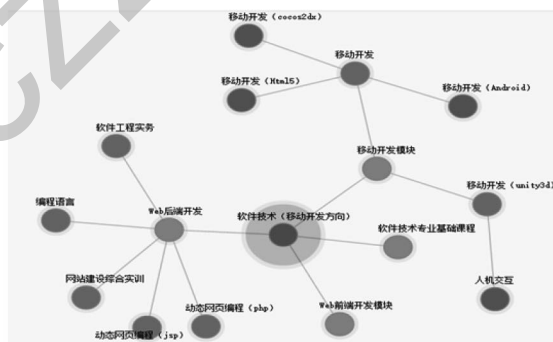 移动开发（cocos2dx）
移动开发
移动开发（Html5）
移动开发（Android）
软件工程实务
移动开发模块
移动开发（unity3d）
编程语言
Web后端开发
软件技术（移动开发方向）
软件技术专业基础课程
网站建设综合实训
人机交互
动态网页编程（php）
Web前端开发模块
动态网页编程（jsp）